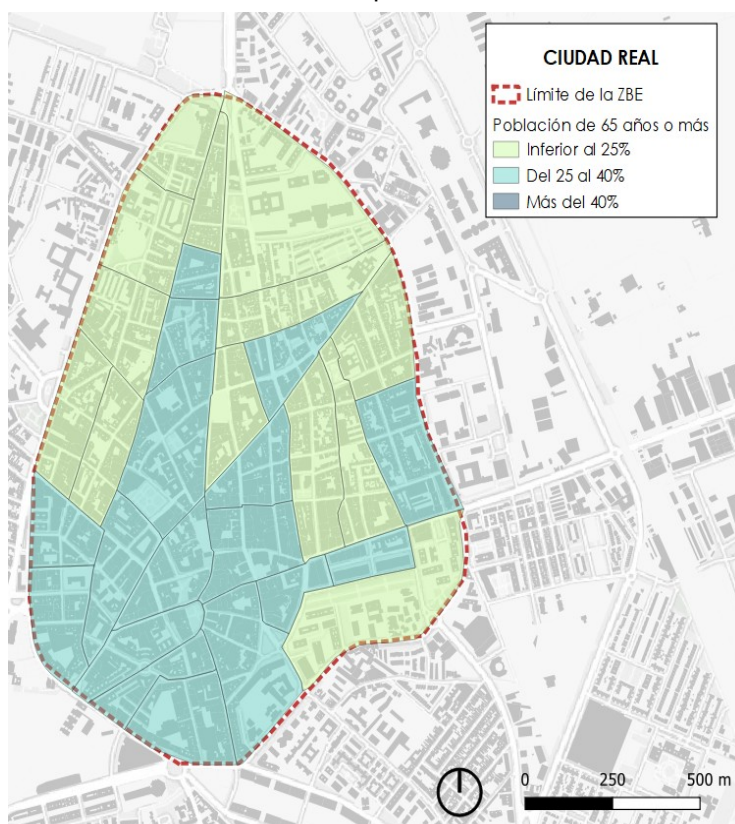 CIUDAD REAL
Límite de la ZBE
Población de 65 años o más
Inferior al 25%
Del 25 al 40%
Más del 40%
0 250 500 m